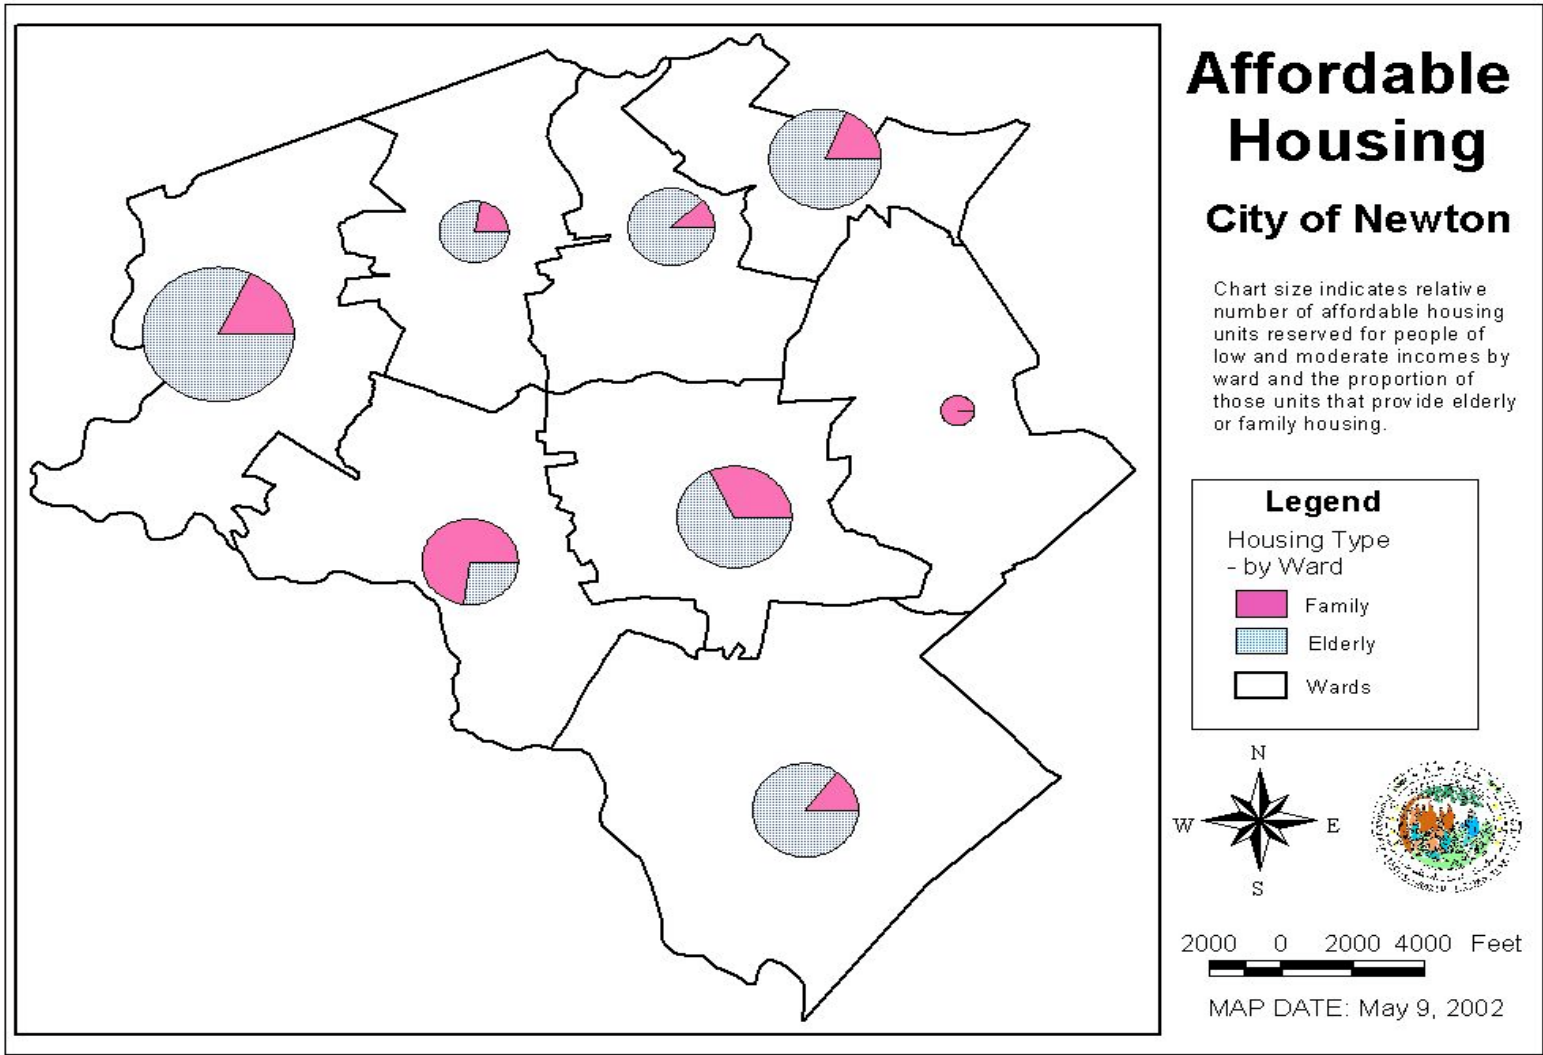 Affordable
Housing
City of Newton
Chart size indicates relative
number of affordable housing
units reserved for people of
low and moderate incomes by
ward and the proportion of
those units that provide elderly
or family housing.
Legend
Housing Type
- by Ward
Family
Elderly
Wards
N
W E
S
2000 0 2000 4000 Feet
MAP DATE: May 9, 2002